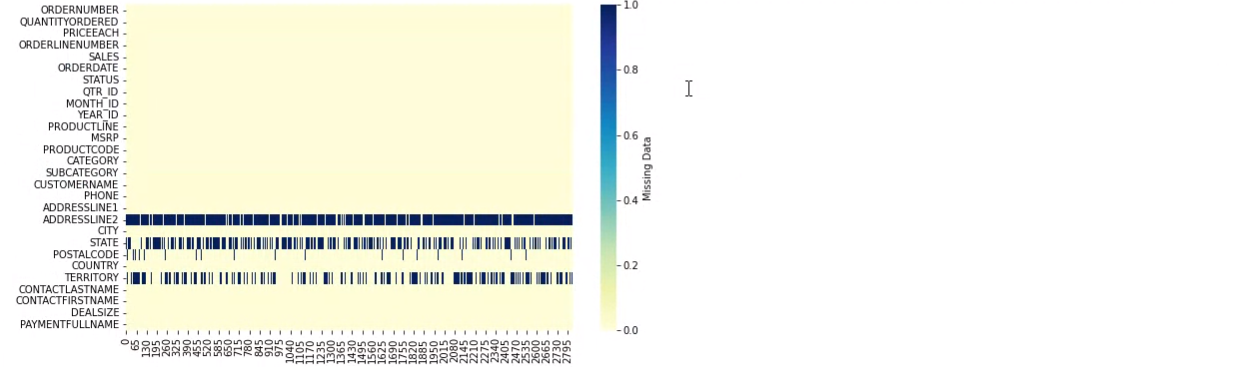 ORDERNUMBER
QUANTITYORDERED
PRICEEACH
ORDERLINENUMBER
SALES
ORDERDATE
STATUS
QTR_ID
MONTH_ID
YEAR_ID
PRODUCTLINE
MSRP
PRODUCTCODE
CATEGORY
SUBCATEGORY
CUSTOMERNAME
PHONE
ADDRESSLINE1
ADDRESSLINE2
CITY
STATE
POSTALCODE
COUNTRY
TERRITORY
CONTACTLASTNAME
CONTACTFIRSTNAME
DEALSIZE
PAYMENTFULLNAME
0 65 130 195 260 325 390 455 520 585 650 715 780 845 910 975 1040 1105 1170 1235 1300 1365 1430 1495 1560 1625 1690 1755 1820 1885 1950 2015 2080 2145 2210 2275 2340 2405 2470 2535 2600 2665 2730 2795
1.0
0.8
0.6
0.4
0.2
0.0
Missing Data